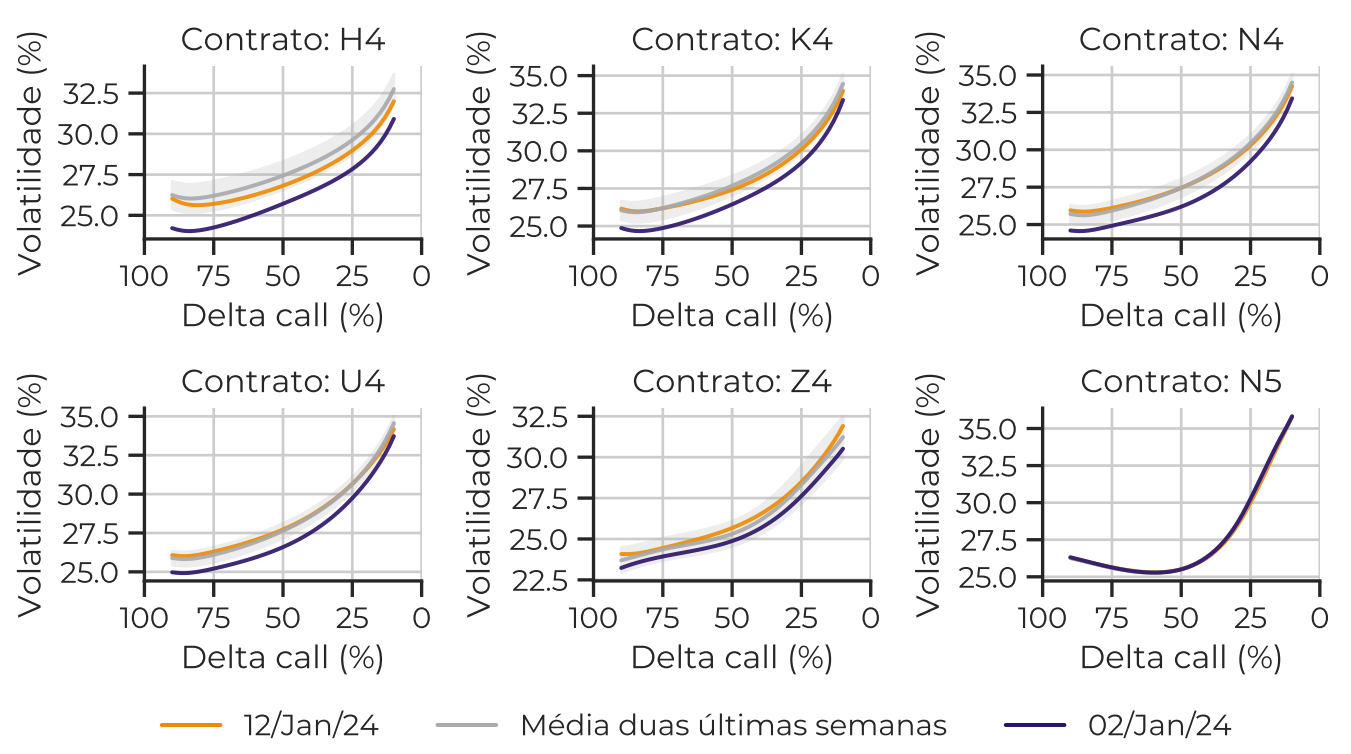 Contrato: H4
Volatilidade (%)
32.5
30.0
27.5
25.0
100 75 50 25 0
Delta call (%)
Contrato: K4
Volatilidade (%)
35.0
32.5
30.0
27.5
25.0
100 75 50 25 0
Delta call (%)
Contrato: N4
Volatilidade (%)
35.0
32.5
30.0
27.5
25.0
100 75 50 25 0
Delta call (%)
Contrato: U4
Volatilidade (%)
35.0
32.5
30.0
27.5
25.0
100 75 50 25 0
Delta call (%)
Contrato: Z4
Volatilidade (%)
32.5
30.0
27.5
25.0
22.5
100 75 50 25 0
Delta call (%)
Contrato: N5
Volatilidade (%)
35.0
32.5
30.0
27.5
25.0
100 75 50 25 0
Delta call (%)
12/Jan/24 Média duas últimas semanas 02/Jan/24